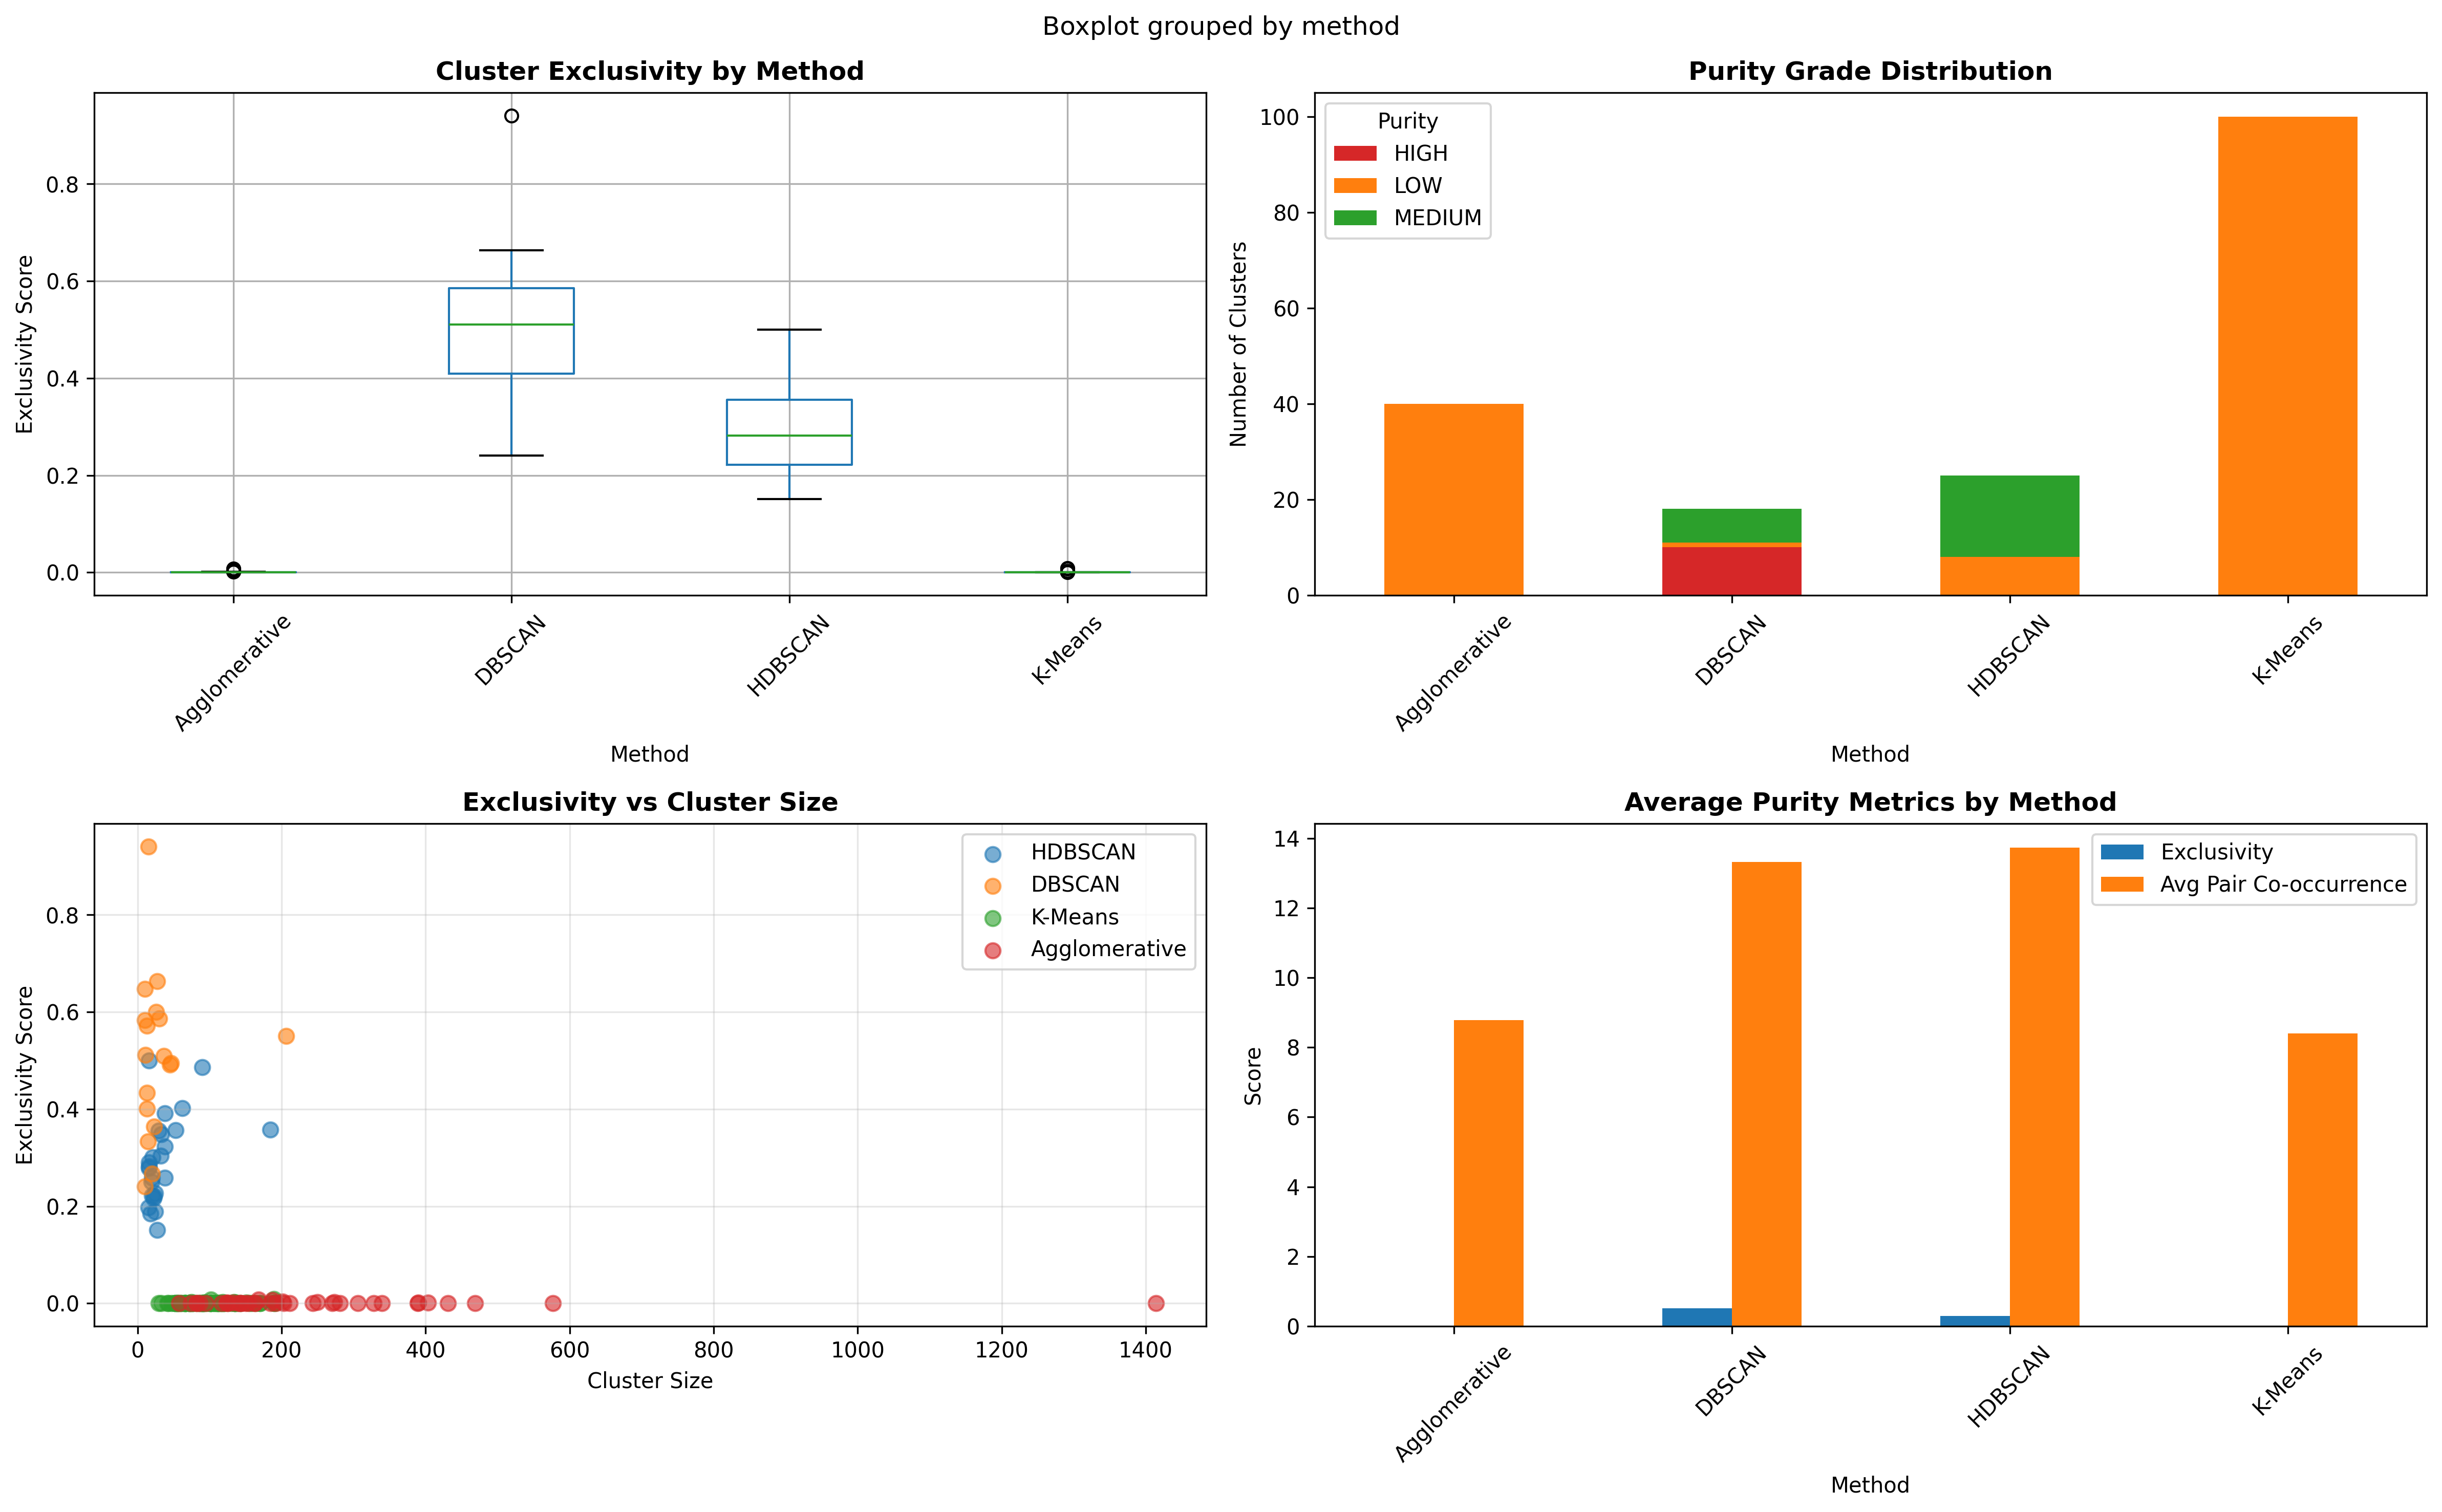 Boxplot grouped by method
Cluster Exclusivity by Method
Exclusivity Score
0.8
0.6
0.4
0.2
0.0
Agglomerative
DBSCAN
HDBSCAN
K-Means
Method
Purity Grade Distribution
Number of Clusters
100
80
60
40
20
0
Purity
HIGH
LOW
MEDIUM
Agglomerative
DBSCAN
HDBSCAN
K-Means
Method
Exclusivity vs Cluster Size
Exclusivity Score
0.8
0.6
0.4
0.2
0.0
HDBSCAN
DBSCAN
K-Means
Agglomerative
0
200
400
600
800
1000
1200
1400
Cluster Size
Average Purity Metrics by Method
Score
14
12
10
8
6
4
2
0
Exclusivity
Avg Pair Co-occurrence
Agglomerative
DBSCAN
HDBSCAN
K-Means
Method